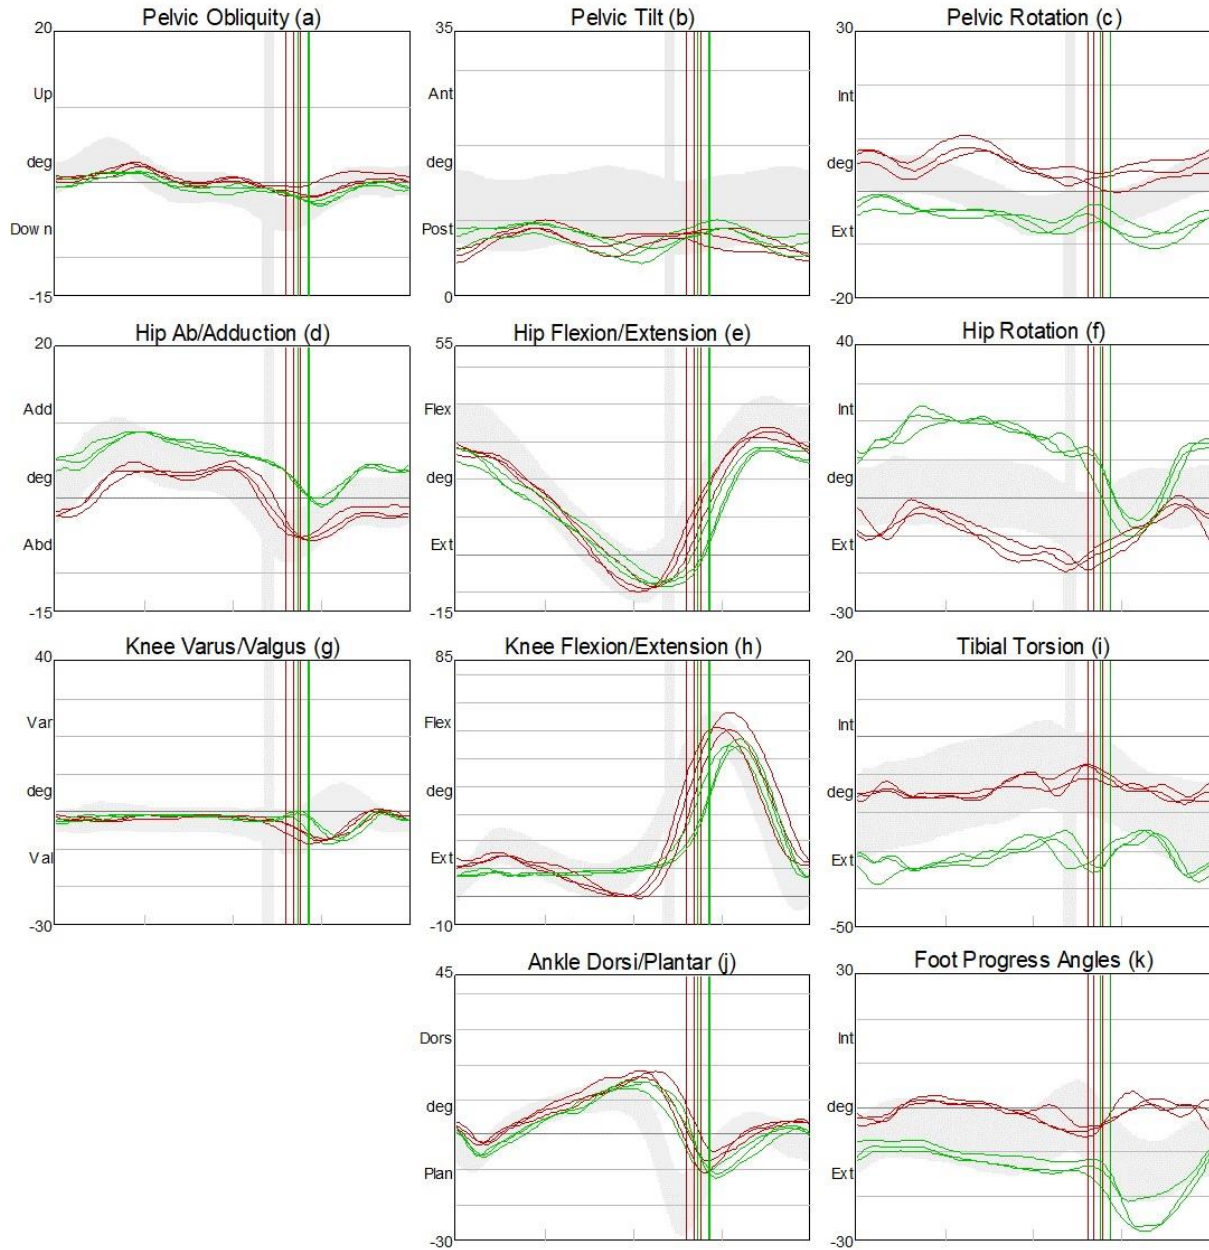 Pelvic Obliquity (a)
20
Up
deg
Down
-15
Pelvic Tilt (b)
35
Ant
deg
Post
0
Pelvic Rotation (c)
30
Int
deg
Ext
-20
Hip Ab/Adduction (d)
20
Add
deg
Abd
-15
Hip Flexion/Extension (e)
55
Flex
deg
Ext
-15
Hip Rotation (f)
40
Int
deg
Ext
-30
Knee Varus/Valgus (g)
40
Var
deg
Val
-30
Knee Flexion/Extension (h)
85
Flex
deg
Ext
-10
Tibial Torsion (i)
20
Int
deg
Ext
-50
Ankle Dorsi/Plantar (j)
45
Dors
deg
Plan
-30
Foot Progress Angles (k)
30
Int
deg
Ext
-30